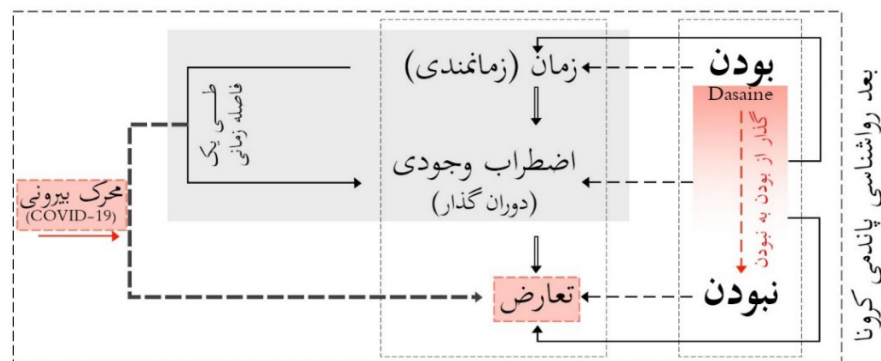 بعد رواشناسی پاندمی کرونا
بودن
Dasaine
گذار از بودن به نبودن
نبودن
زمان (زمانمندی)
اضطراب وجودی
(دوران گذار)
تعارض
طی یک
فاصله زمانی
محرک بیرونی
(COVID-19)